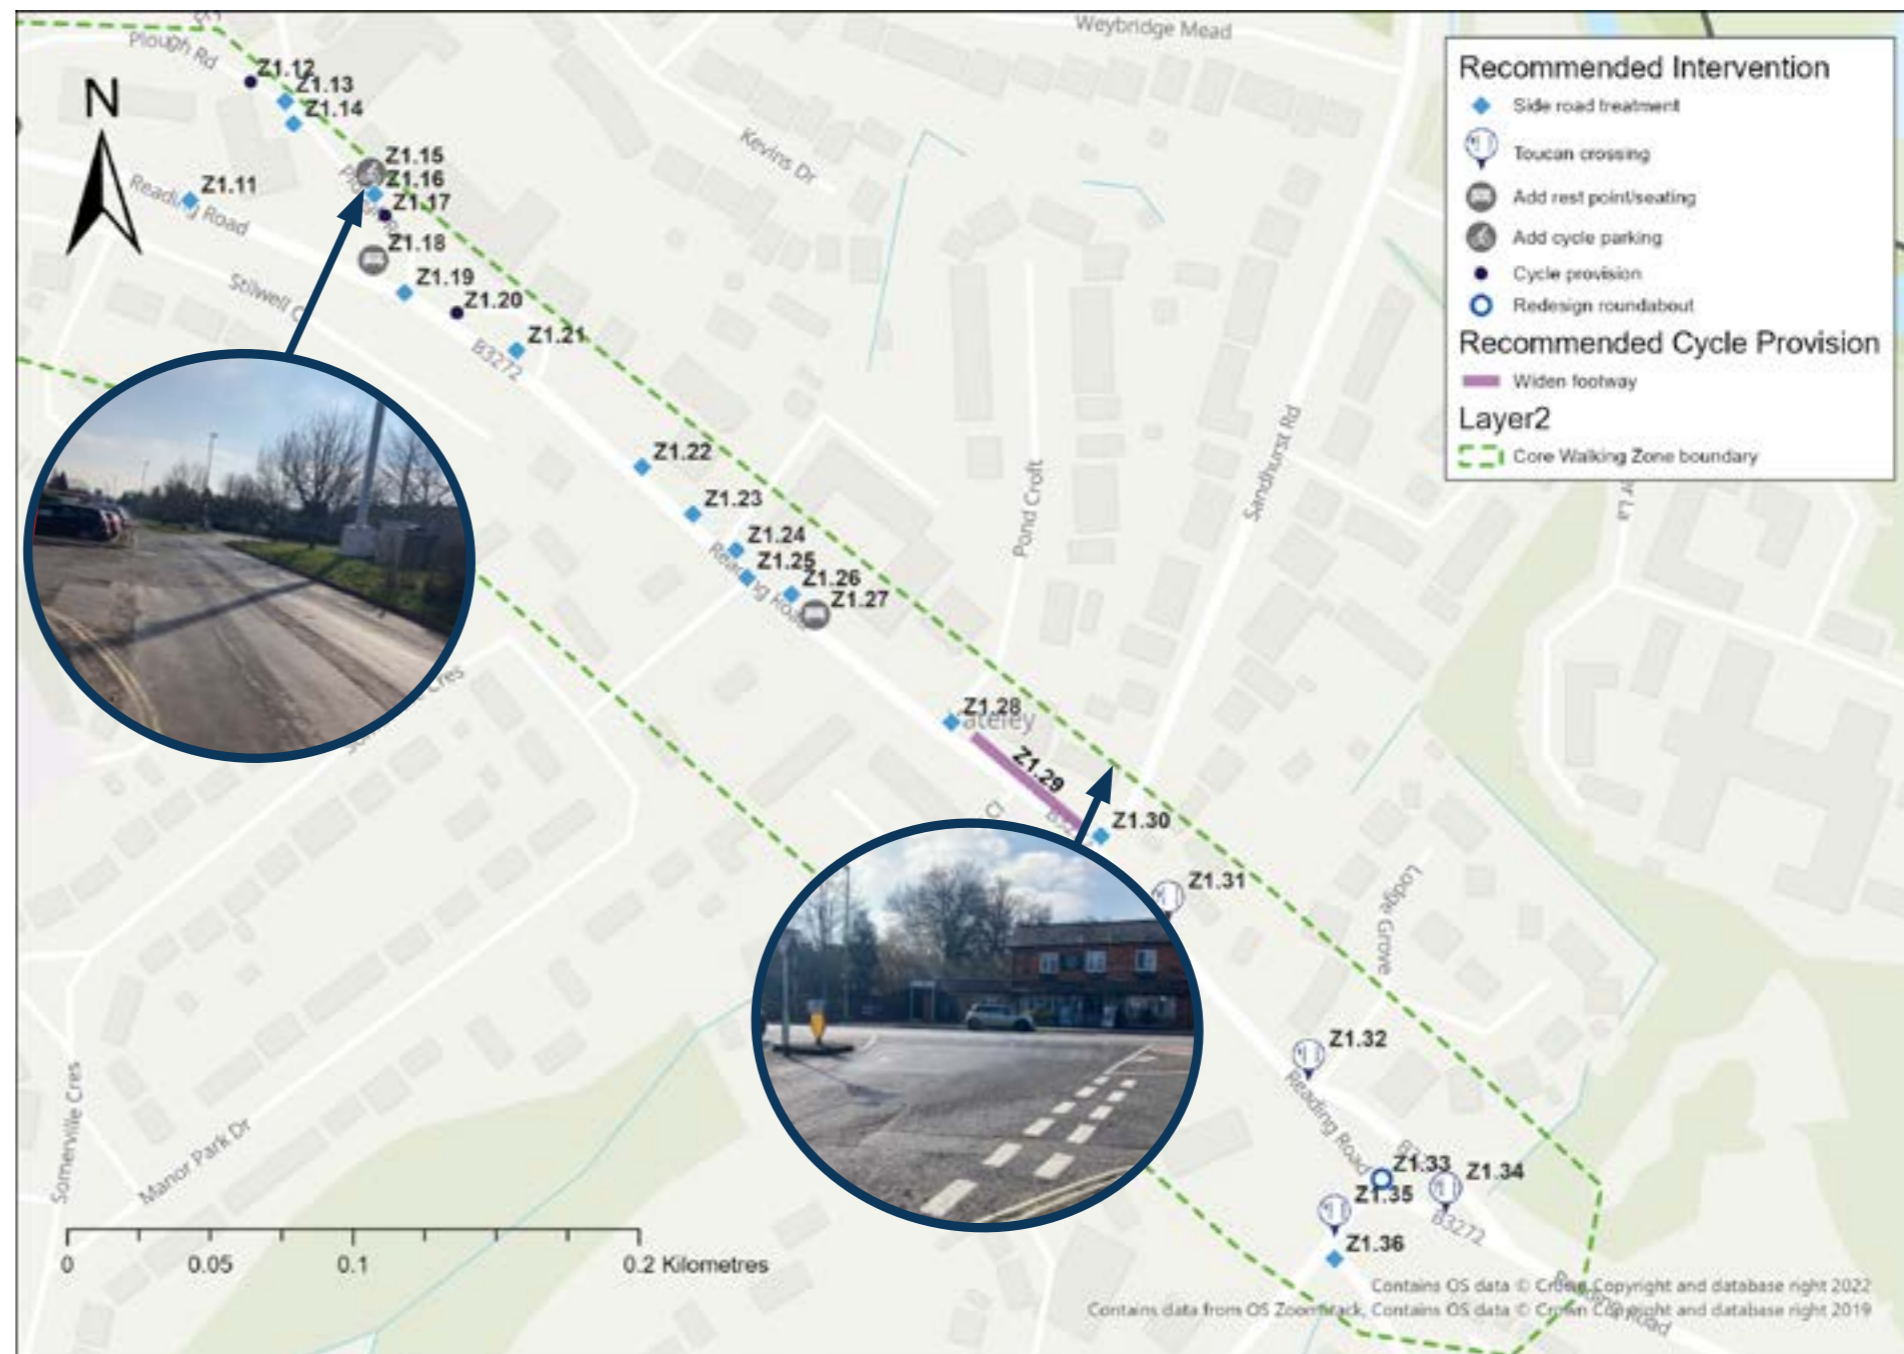 Weybridge Mead
Plough Rd
N
Z1.12
Z1.13
Z1.14
Z1.15
Z1.16
Z1.17
Z1.11
Reading Road
Z1.18
Z1.19
Z1.20
Z1.21
Stilwell
B3272
Kevins Dr
Z1.22
Z1.23
Z1.24
Z1.25
Z1.26
Z1.27
Reading Road
Pond Croft
Sandhurst Rd
Z1.28
ateley
Z1.29
Cl
Z1.30
Z1.31
Lodge Grove
Z1.32
Reading Road
Z1.33
Z1.34
Z1.35
B3272
Z1.36
Cres
Somerville Cres
Manor Park Dr
Recommended Intervention
Side road treatment
Toucan crossing
Add rest point/seating
Add cycle parking
Cycle provision
Redesign roundabout
Recommended Cycle Provision
Widen footway
Layer2
Core Walking Zone boundary
0 0.05 0.1 0.2 Kilometres
Contains OS data © Crown Copyright and database right 2022
Contains data from OS Zoomstack, Contains OS data © Crown Copyright and database right 2019
Road